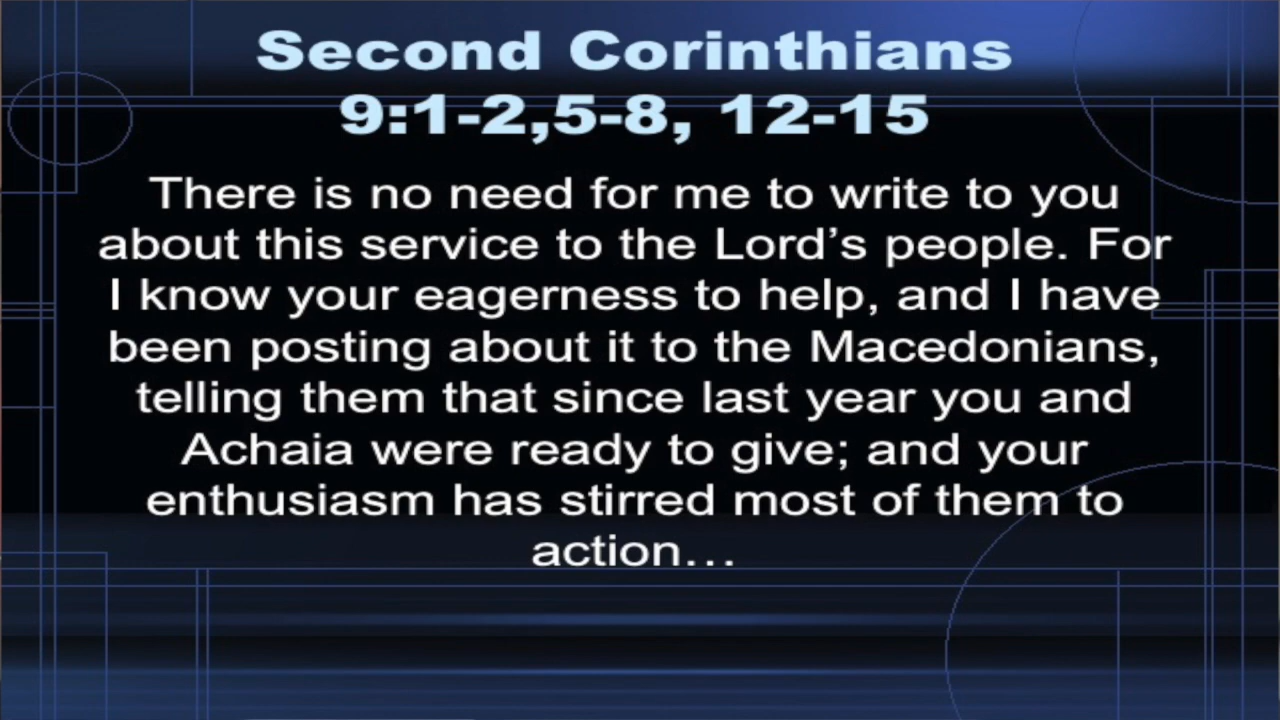 Second Corinthians
9:1-2,5-8, 12-15
There is no need for me to write to you
about this service to the Lord’s people. For
I know your eagerness to help, and I have
been posting about it to the Macedonians,
telling them that since last year you and
Achaia were ready to give; and your
enthusiasm has stirred most of them to
action…